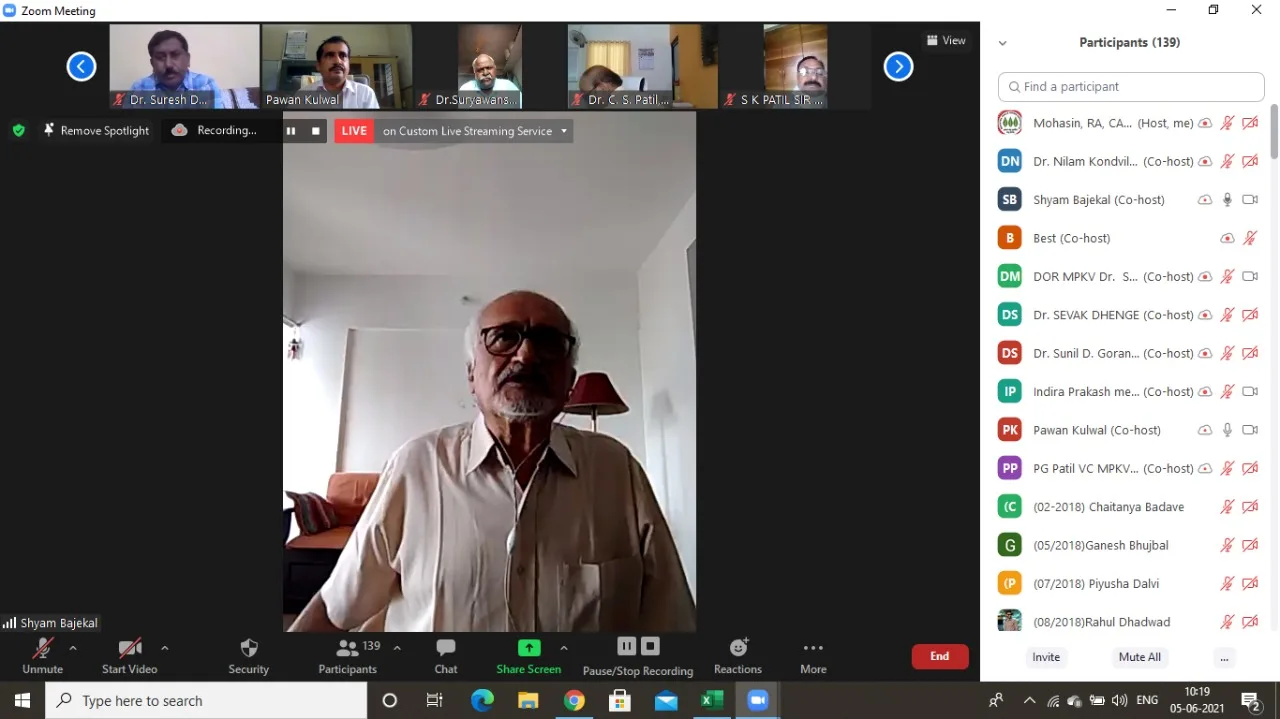 Zoom Meeting
Dr. Suresh D...
Pawan Kulwal
Dr.Suryawans...
Dr. C. S. Patil...
S K PATIL SIR ...
View
Remove Spotlight
Recording...
LIVE on Custom Live Streaming Service
Shyam Bajekal
Participants (139)
Find a participant
Mohasin, RA, CA... (Host, me)
DN Dr. Nilam Kondvil... (Co-host)
SB Shyam Bajekal (Co-host)
B Best (Co-host)
DM DOR MPKV Dr. S... (Co-host)
DS Dr. SEVAK DHENGE (Co-host)
DS Dr. Sunil D. Goran... (Co-host)
IP Indira Prakash me... (Co-host)
PK Pawan Kulwal (Co-host)
PP PG Patil VC MPKV... (Co-host)
(C (02-2018) Chaitanya Badave
G (05/2018)Ganesh Bhujbal
(P (07/2018) Piyusha Dalvi
(08/2018)Rahul Dhadwad
Invite
Mute All
...
Unmute
Start Video
Security
139
Participants
Chat
Share Screen
Pause/Stop Recording
Reactions
More
End
Type here to search
ENG
10:19
05-06-2021
2